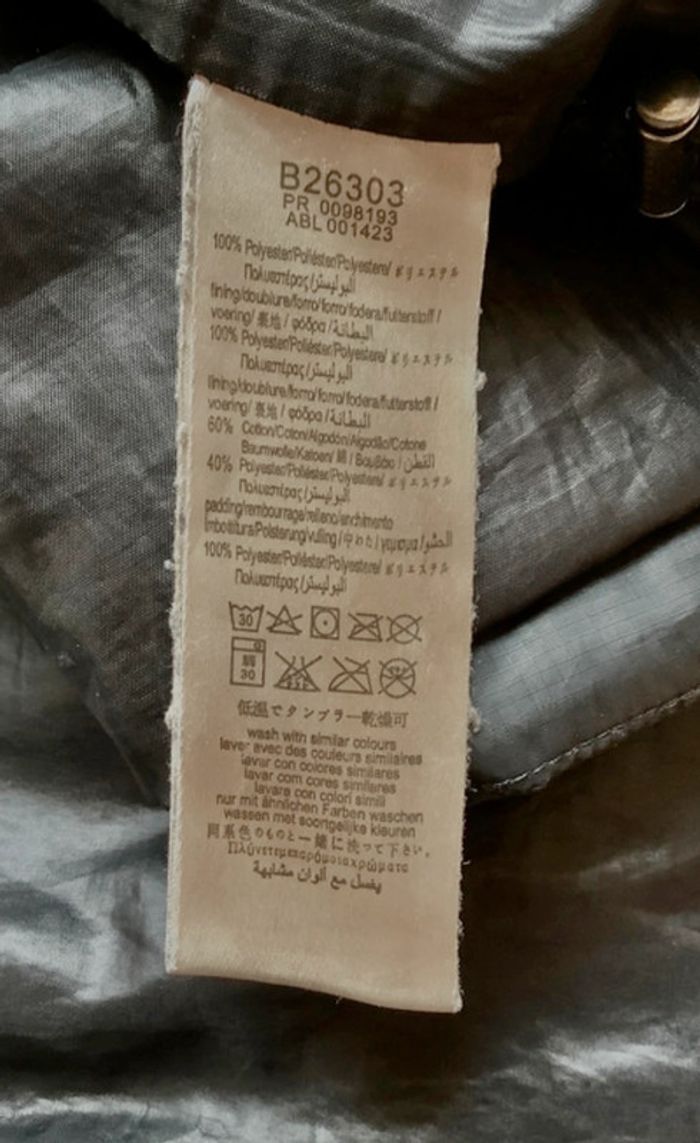 B26303
PR 0098193
ABL 001423
100% Polyester/Poliéster/Polyestere/ ポリエステル
Πολυεστέρας/البوليستر
lining/doublure/forro/forro/fodera/futterstoff/
voering/ 裏地 / φόδρα /البطانة
100% Polyester/Poliéster/Polyestere/ ポリエステル
Πολυεστέρας/البوليستر
lining/doublure/forro/forro/fodera/futterstoff/
voering/ 裏地 / φόδρα /البطانة
60% Cotton/Coton/Algodón/Algodão/Cotone
Baumwolle/Katoen/ 綿 / Βαμβάκι / القطن
40% Polyester/Poliéster/Polyestere/ ポリエステル
Πολυεστέρας/البوليستر
padding/rembourrage/relleno/enchimento
Imbottitura/Polsterung/vulling/中わた/γέμισμα/الحشو
100% Polyester/Poliéster/Polyestere/ ポリエステル
Πολυεστέρας/البوليستر
30
30
低温でタンブラー乾燥可
wash with similar colours
laver avec des couleurs similaires
lavar con colores similares
lavar com cores similares
lavare con colori simili
nur mit ähnlichen Farben waschen
wassen met soortgelijke kleuren
同系色のものと一緒に洗って下さい。
Πλύνετε με παρόμοια χρώματα
يغسل مع ألوان مشابهة